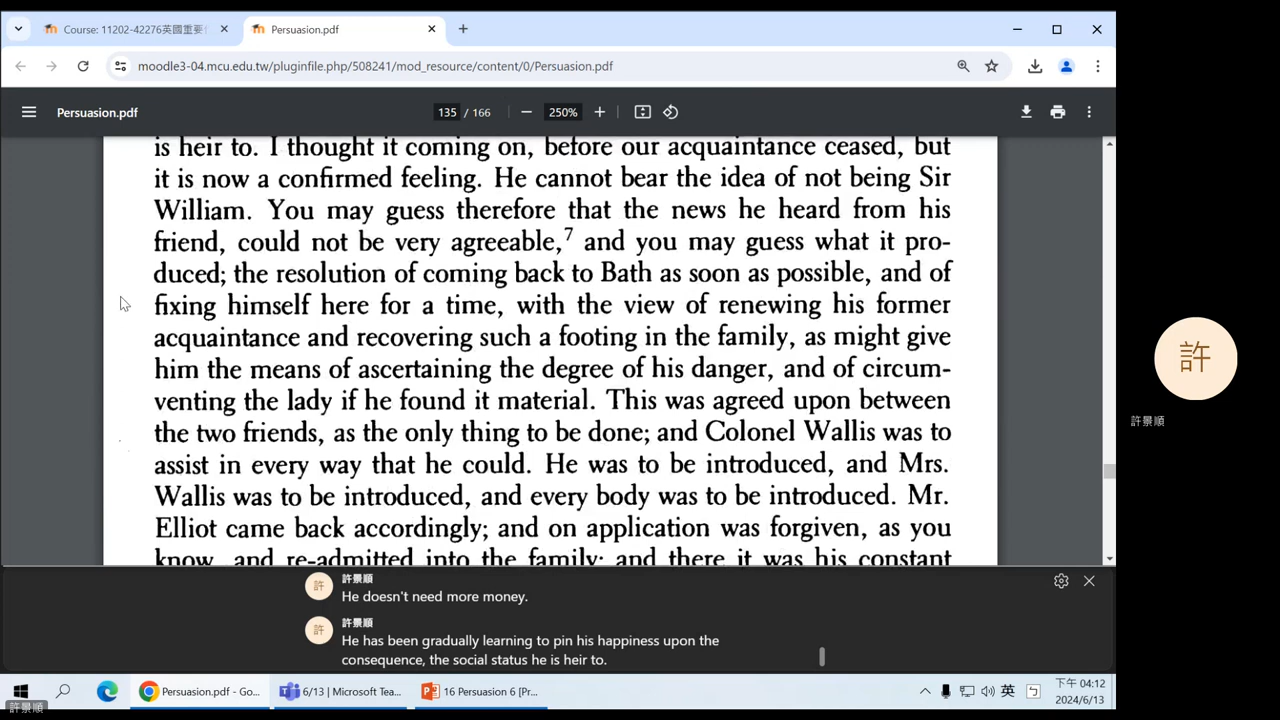 Course: 11202-42276英國重要
Persuasion.pdf
moodle3-04.mcu.edu.tw/pluginfile.php/508241/mod_resource/content/0/Persuasion.pdf
Persuasion.pdf
135 / 166
250%
is heir to. I thought it coming on, before our acquaintance ceased, but
it is now a confirmed feeling. He cannot bear the idea of not being Sir
William. You may guess therefore that the news he heard from his
friend, could not be very agreeable,7 and you may guess what it pro-
duced; the resolution of coming back to Bath as soon as possible, and of
fixing himself here for a time, with the view of renewing his former
acquaintance and recovering such a footing in the family, as might give
him the means of ascertaining the degree of his danger, and of circum-
venting the lady if he found it material. This was agreed upon between
the two friends, as the only thing to be done; and Colonel Wallis was to
assist in every way that he could. He was to be introduced, and Mrs.
Wallis was to be introduced, and every body was to be introduced. Mr.
Elliot came back accordingly; and on application was forgiven, as you
know, and re-admitted into the family; and there it was his constant
許
許景順
許
許景順
He doesn't need more money.
許
許景順
He has been gradually learning to pin his happiness upon the
consequence, the social status he is heir to.
Persuasion.pdf - Go...
6/13 | Microsoft Tea...
16 Persuasion 6 [Pr...
英
下午 04:12
2024/6/13
許景順